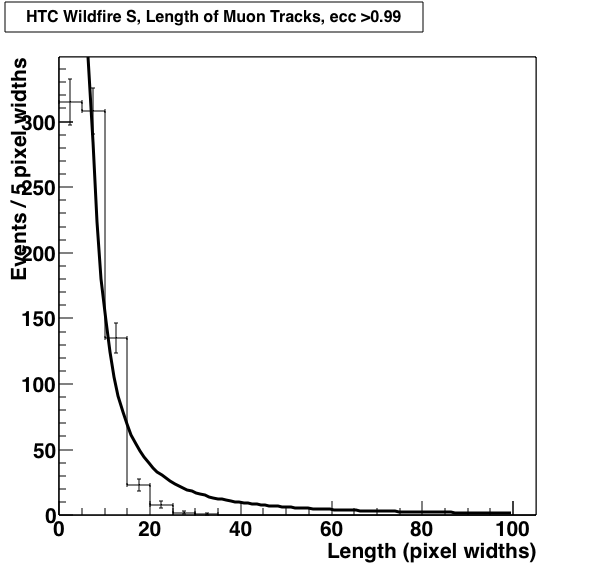 HTC Wildfire S, Length of Muon Tracks, ecc >0.99
Events / 5 pixel widths
300
250
200
150
100
50
0
0 20 40 60 80 100
Length (pixel widths)